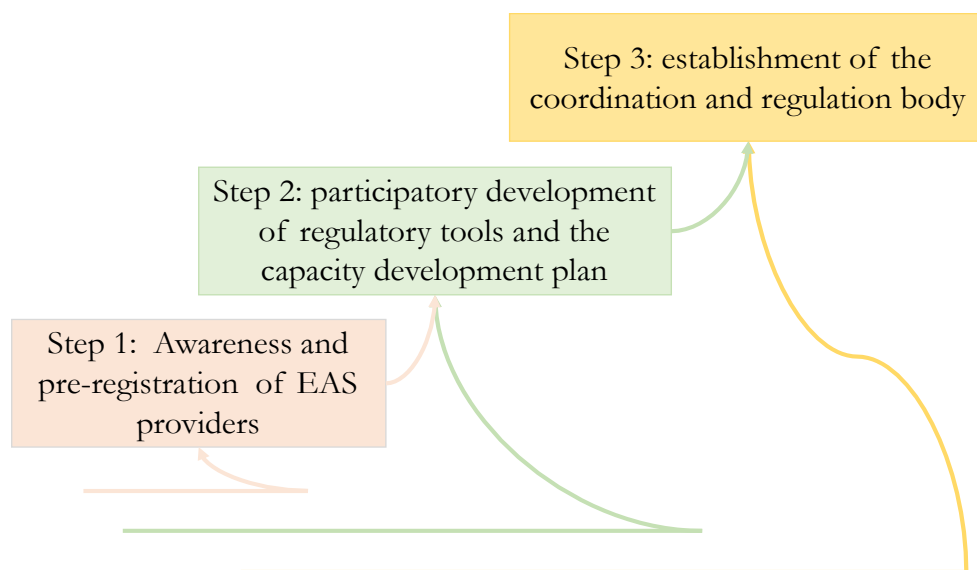 Step 3: establishment of the
coordination and regulation body
Step 2: participatory development
of regulatory tools and the
capacity development plan
Step 1:  Awareness and
pre-registration  of EAS
providers